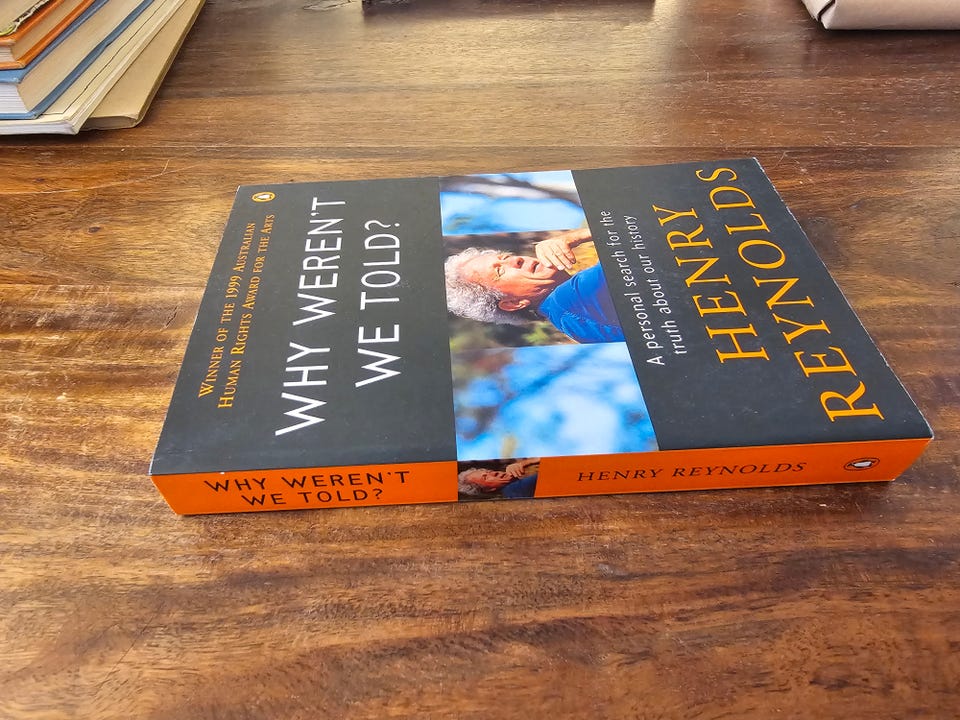 WINNER OF THE 1999 AUSTRALIAN
HUMAN RIGHTS AWARD FOR THE ARTS
WHY WEREN'T
WE TOLD?
A personal search for the
truth about our history
HENRY
REYNOLDS
WHY WEREN'T
WE TOLD?
HENRY REYNOLDS